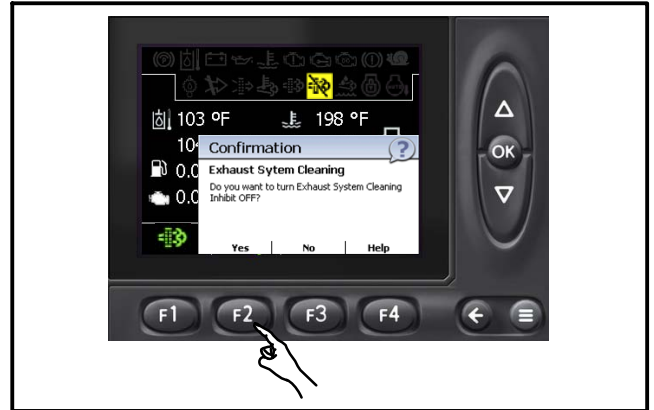 103 °F
198 °F
10
0.0
0.0
Confirmation
?
Exhaust Sytem Cleaning
Do you want to turn Exhaust System Cleaning
Inhibit OFF?
Yes No Help
OK
F1 F2 F3 F4